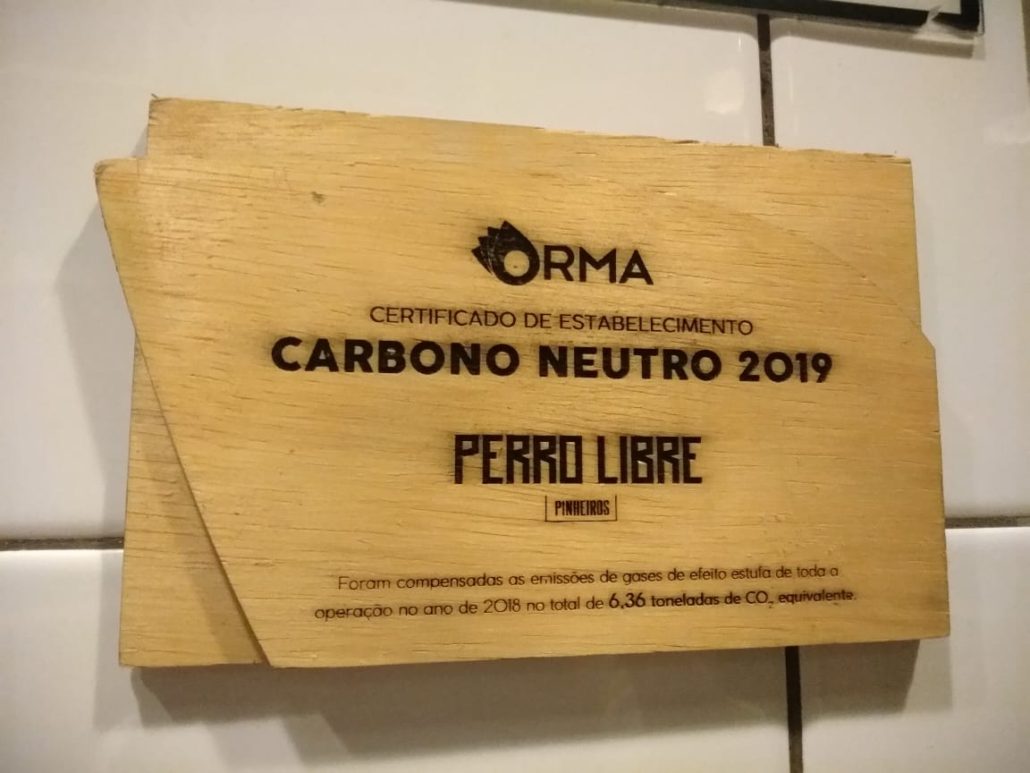 ORMA
CERTIFICADO DE ESTABELECIMENTO
CARBONO NEUTRO 2019
PERRO LIBRE
PINHEIROS
Foram compensadas as emissões de gases de efeito estufa de toda a
operação no ano de 2018 no total de 6,36 toneladas de CO₂ equivalente.